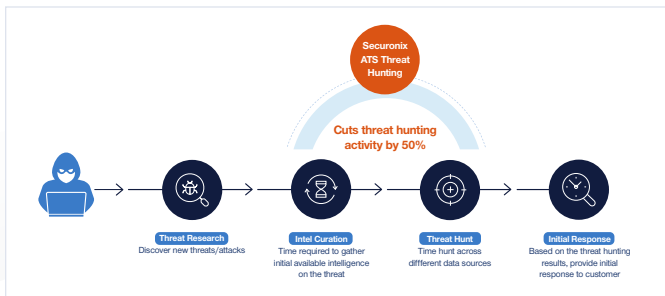 Securonix
ATS Threat
Hunting
Cuts threat hunting
activity by 50%
Threat Research
Discover new threats/attacks
Intel Curation
Time required to gather
initial available intelligence
on the threat
Threat Hunt
Time hunt across
diffferent data sources
Initial Response
Based on the threat hunting
results, provide initial
response to customer